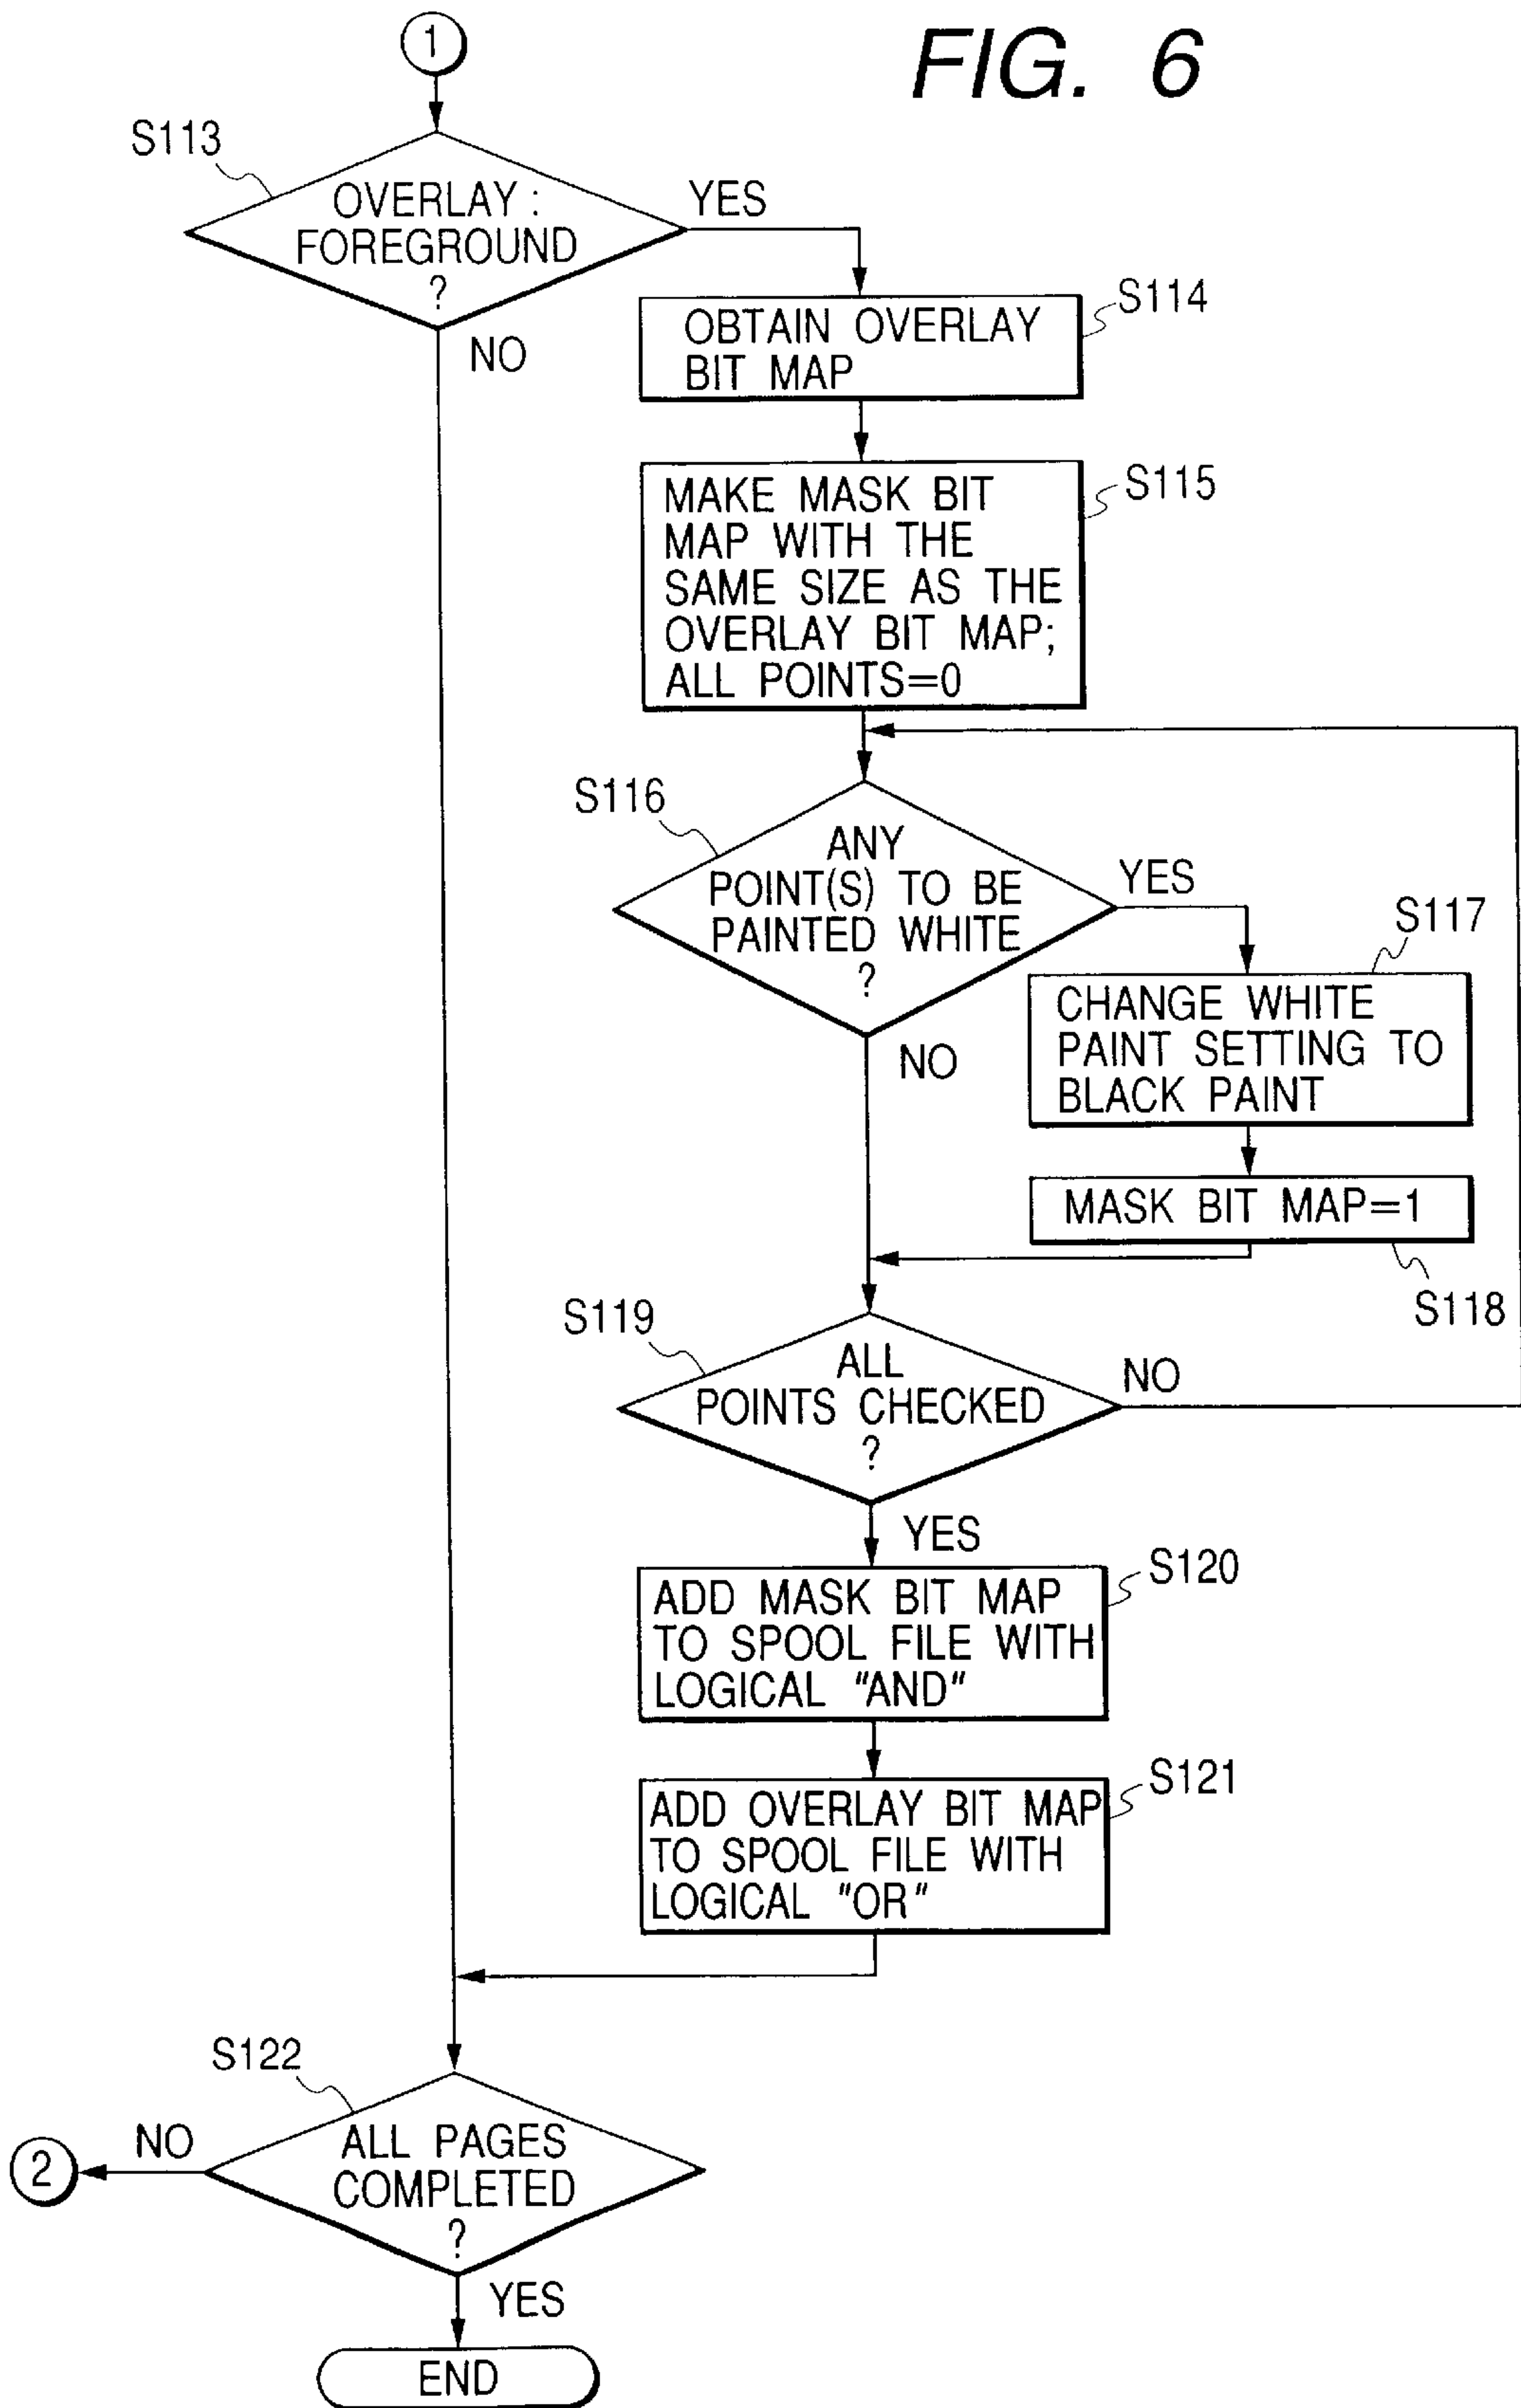 FIG. 6
1
S113
OVERLAY :
FOREGROUND
?
YES
NO
S114
OBTAIN OVERLAY
BIT MAP
S115
MAKE MASK BIT
MAP WITH THE
SAME SIZE AS THE
OVERLAY BIT MAP;
ALL POINTS=0
S116
ANY
POINT(S) TO BE
PAINTED WHITE
?
YES
NO
S117
CHANGE WHITE
PAINT SETTING TO
BLACK PAINT
MASK BIT MAP=1
S118
S119
ALL
POINTS CHECKED
?
NO
YES
S120
ADD MASK BIT MAP
TO SPOOL FILE WITH
LOGICAL "AND"
S121
ADD OVERLAY BIT MAP
TO SPOOL FILE WITH
LOGICAL "OR"
S122
ALL PAGES
COMPLETED
?
NO
2
YES
END